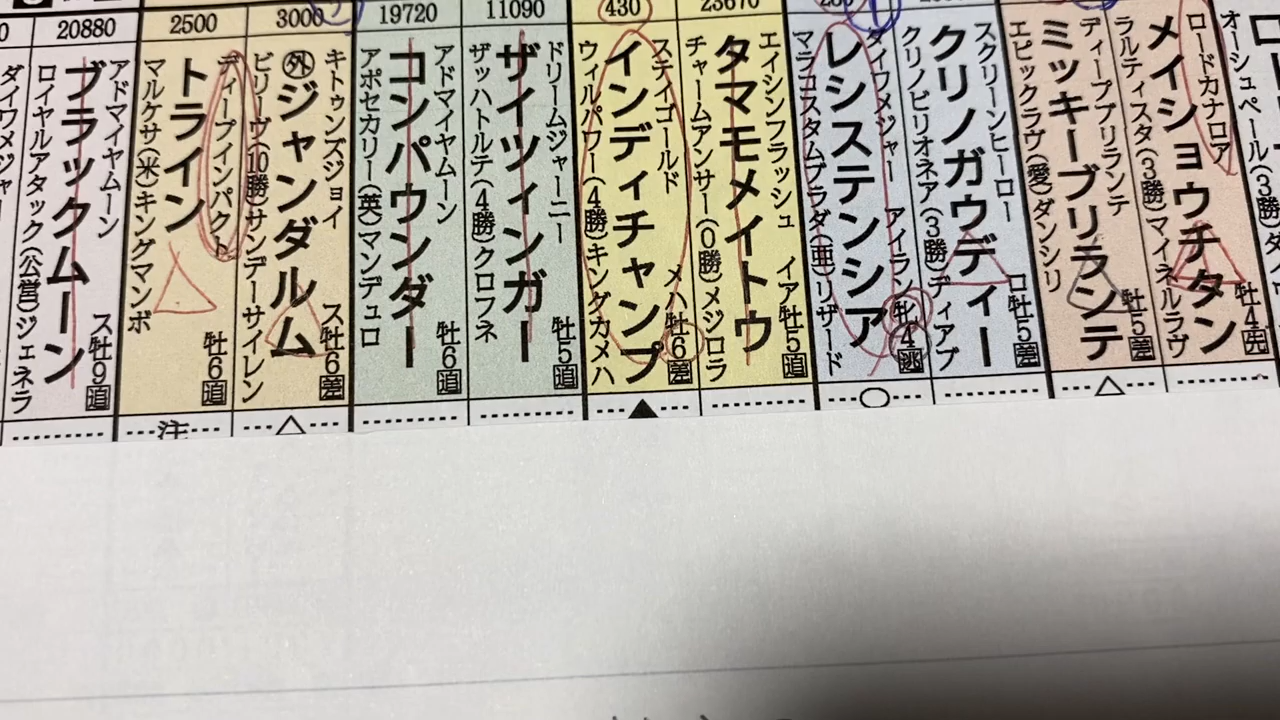 オーシュペール(3勝)
ロードカナロア
メイショウチタン
牡4先
ラルティスタ(3勝)マイネルラヴ
ディープブリランテ
ミッキーブリランテ
牡5差
エピックラヴ(愛)ダンシリ
△
スクリーンヒーロー
クリノガウディー
ロ牡5差
クリノビリオネア(3勝)ディアブ
ダイワメジャー
アイラン牝4逃
レシステンシア
マラコスタムブラダ(亜)リザード
○
23670
エイシンフラッシュ
イア牡5追
タマモメイトウ
チャームアンサー(0勝)メジロラ
430
ステイゴールド
メハ牡6差
インディチャンプ
ウィルパワー(4勝)キングカメハ
▲
11090
ドリームジャーニー
牡5追
ザイツィンガー
ザッハトルテ(4勝)クロフネ
19720
アドマイヤムーン
牡6追
コンパウンダー
アポセカリー(英)マンデュロ
3000
キトゥンズジョイ
ス牡6差
外ジャンダルム
ビリーヴ(10勝)サンデーサイレン
△
2500
ディープインパクト
牡6追
トライン
マルケサ(米)キングマンボ
注
20880
アドマイヤムーン
ス牡9追
ブラックムーン
ロイヤルアタック(公営)ジェネラ
ダイワメジャ